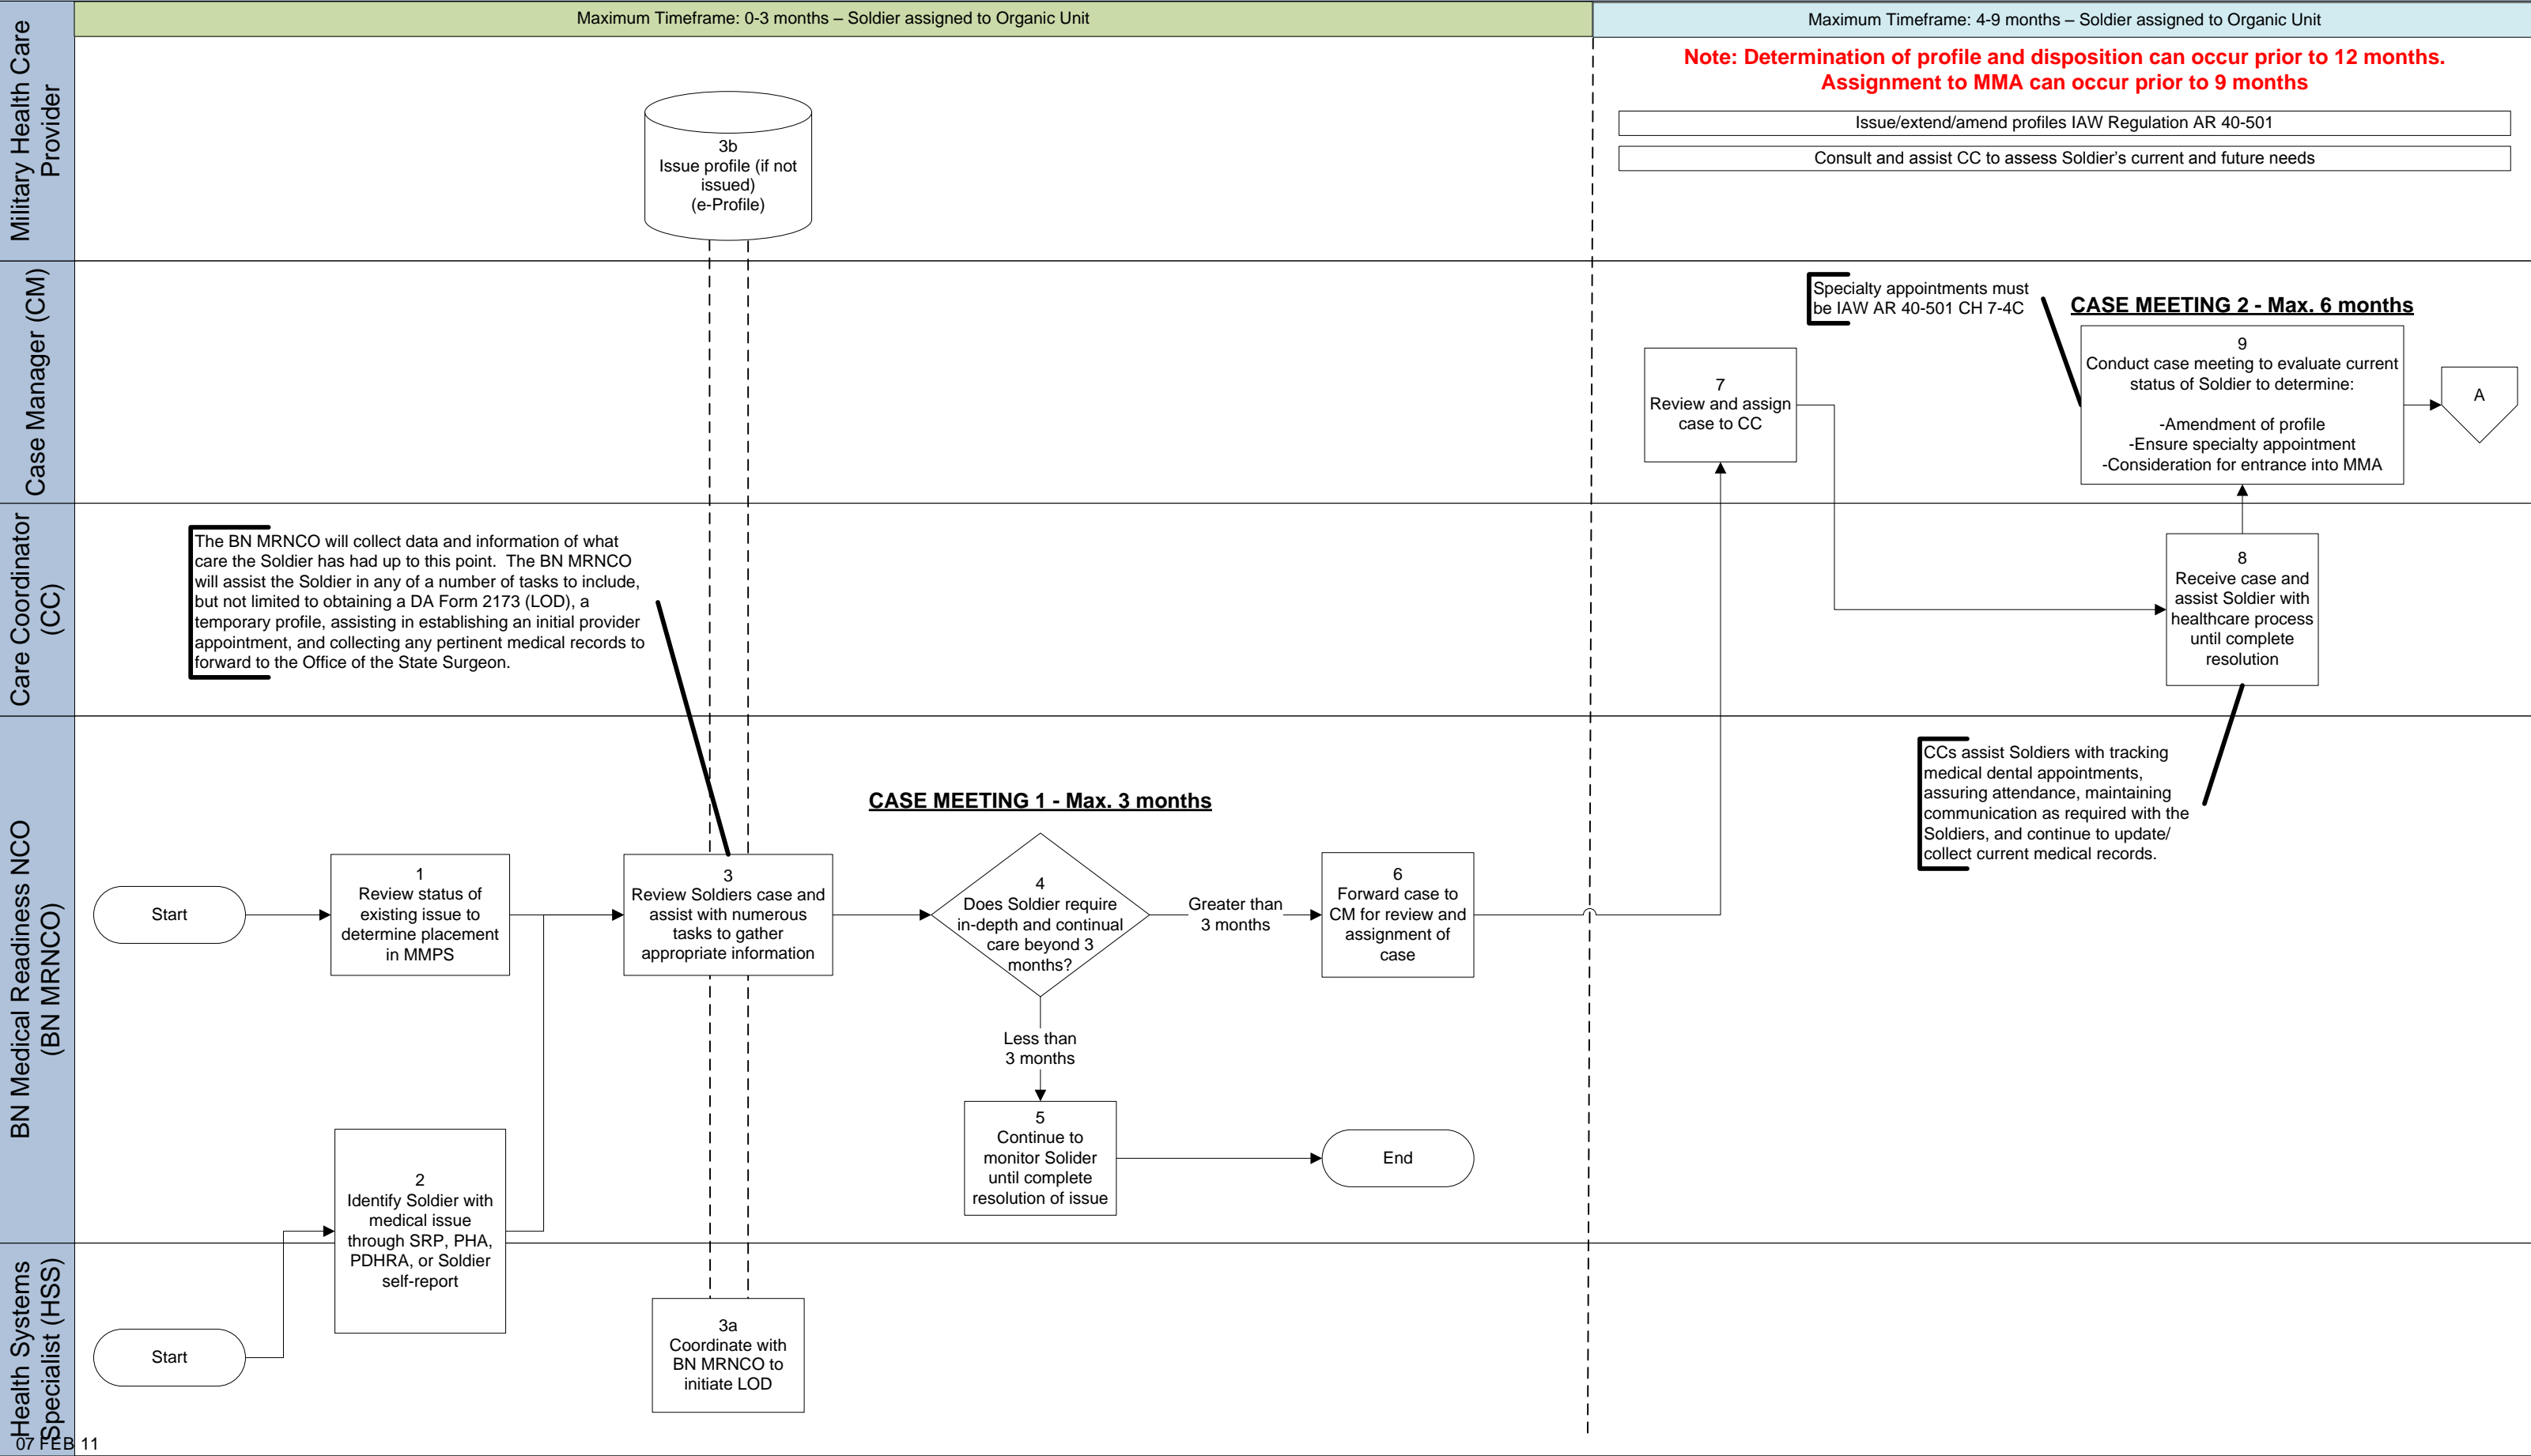 Maximum Timeframe: 0-3 months – Soldier assigned to Organic Unit
Maximum Timeframe: 4-9 months – Soldier assigned to Organic Unit
Military Health Care
Provider
Note: Determination of profile and disposition can occur prior to 12 months.
Assignment to MMA can occur prior to 9 months
Issue/extend/amend profiles IAW Regulation AR 40-501
Consult and assist CC to assess Soldier’s current and future needs
3b
Issue profile (if not
issued)
(e-Profile)
Case Manager (CM)
Specialty appointments must
be IAW AR 40-501 CH 7-4C
CASE MEETING 2 - Max. 6 months
7
Review and assign
case to CC
9
Conduct case meeting to evaluate current
status of Soldier to determine:
-Amendment of profile
-Ensure specialty appointment
-Consideration for entrance into MMA
A
Care Coordinator
(CC)
The BN MRNCO will collect data and information of what
care the Soldier has had up to this point.  The BN MRNCO
will assist the Soldier in any of a number of tasks to include,
but not limited to obtaining a DA Form 2173 (LOD), a
temporary profile, assisting in establishing an initial provider
appointment, and collecting any pertinent medical records to
forward to the Office of the State Surgeon.
8
Receive case and
assist Soldier with
healthcare process
until complete
resolution
BN Medical Readiness NCO
(BN MRNCO)
CCs assist Soldiers with tracking
medical dental appointments,
assuring attendance, maintaining
communication as required with the
Soldiers, and continue to update/
collect current medical records.
CASE MEETING 1 - Max. 3 months
Start
1
Review status of
existing issue to
determine placement
in MMPS
3
Review Soldiers case and
assist with numerous
tasks to gather
appropriate information
4
Does Soldier require
in-depth and continual
care beyond 3
months?
Greater than
3 months
6
Forward case to
CM for review and
assignment of
case
Less than
3 months
5
Continue to
monitor Solider
until complete
resolution of issue
End
2
Identify Soldier with
medical issue
through SRP, PHA,
PDHRA, or Soldier
self-report
Health Systems
Specialist (HSS)
Start
3a
Coordinate with
BN MRNCO to
initiate LOD
07 FEB 11